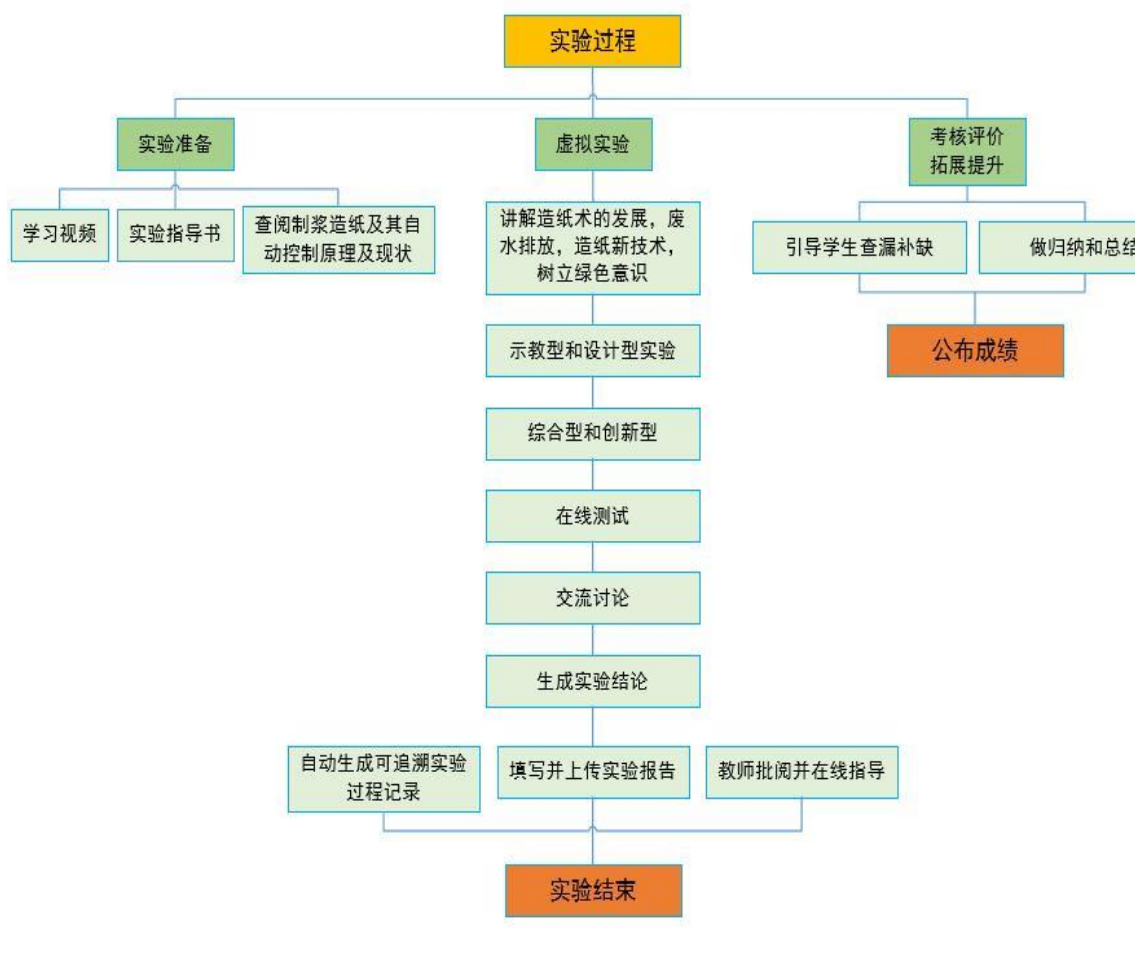 实验过程
实验准备
虚拟实验
考核评价
拓展提升
学习视频
实验指导书
查阅制浆造纸及其自
动控制原理及现状
讲解造纸术的发展，废
水排放，造纸新技术，
树立绿色意识
引导学生查漏补缺
做归纳和总结
示教型和设计型实验
公布成绩
综合型和创新型
在线测试
交流讨论
生成实验结论
自动生成可追溯实验
过程记录
填写并上传实验报告
教师批阅并在线指导
实验结束